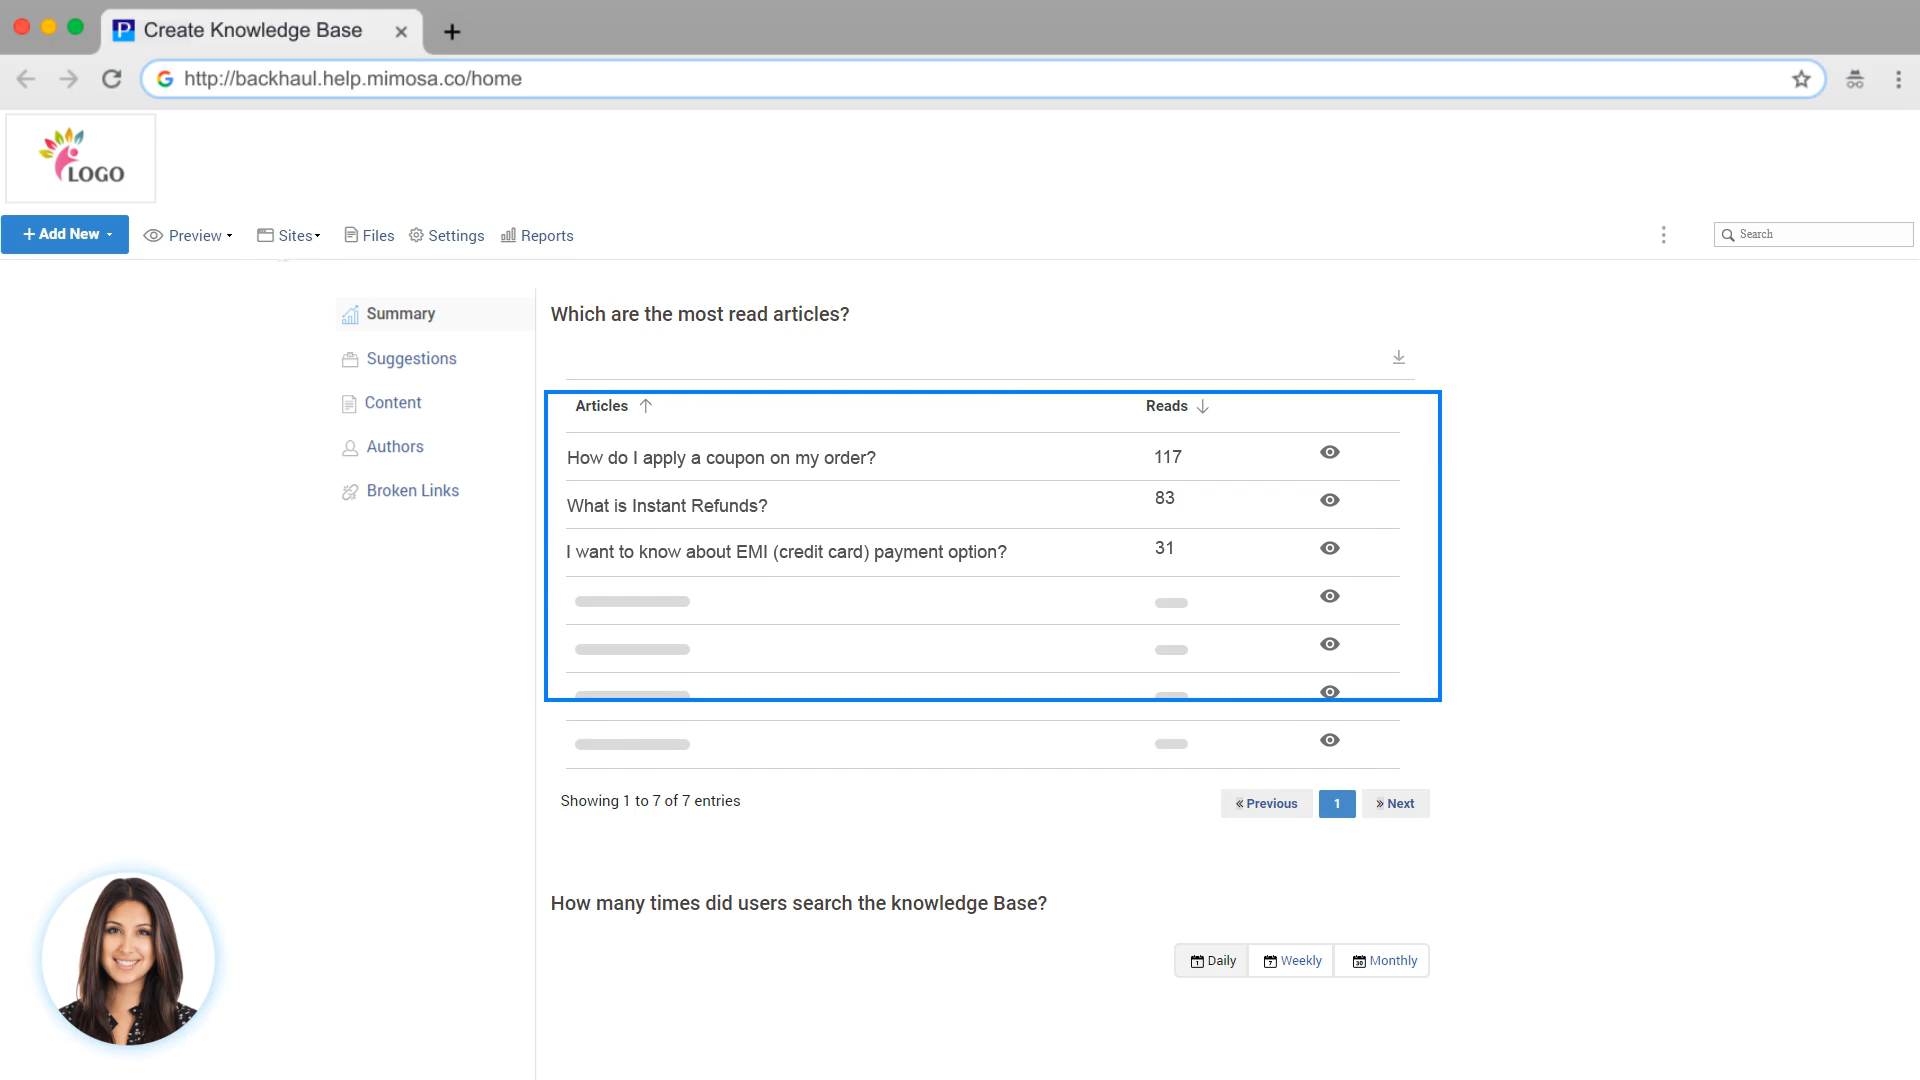 Create Knowledge Base
http://backhaul.help.mimosa.co/home
LOGO
+ Add New
Preview
Sites
Files
Settings
Reports
Search
Summary
Suggestions
Content
Authors
Broken Links
Which are the most read articles?
Articles ↑ Reads ↓
How do I apply a coupon on my order? 117
What is Instant Refunds? 83
I want to know about EMI (credit card) payment option? 31
Showing 1 to 7 of 7 entries
« Previous 1 » Next
How many times did users search the knowledge Base?
Daily Weekly Monthly